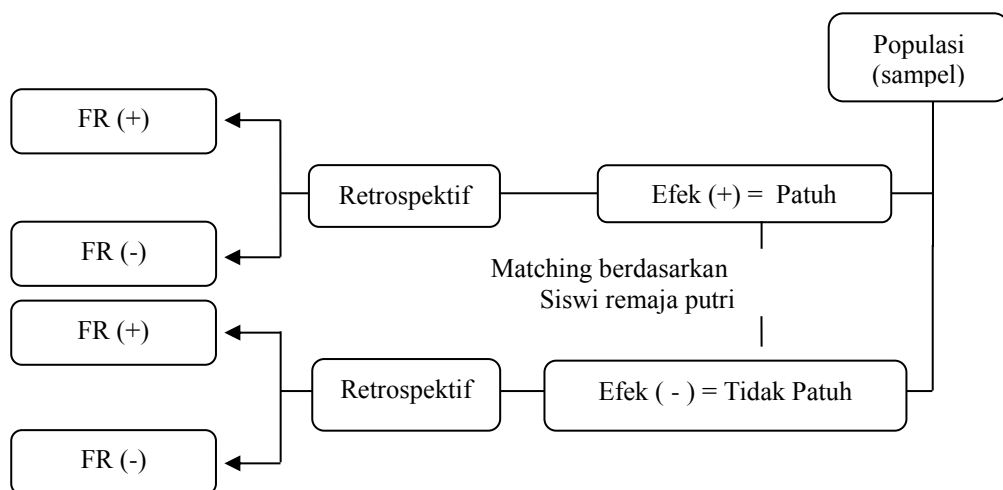 Populasi
(sampel)
FR (+)
Retrospektif
Efek (+) = Patuh
FR (-)
Matching berdasarkan
Siswi remaja putri
FR (+)
Retrospektif
Efek ( - ) = Tidak Patuh
FR (-)